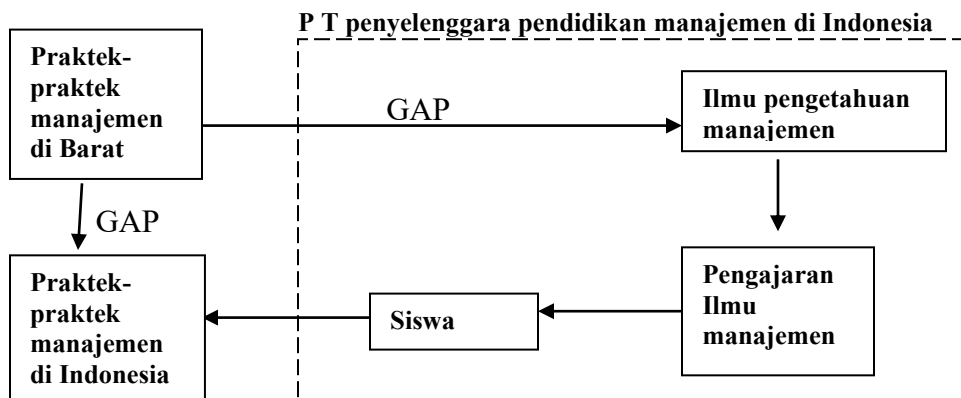 P T penyelenggara pendidikan manajemen di Indonesia
Praktek-
praktek
manajemen
di Barat
GAP
Ilmu pengetahuan
manajemen
GAP
Praktek-
praktek
manajemen
di Indonesia
Siswa
Pengajaran
Ilmu
manajemen